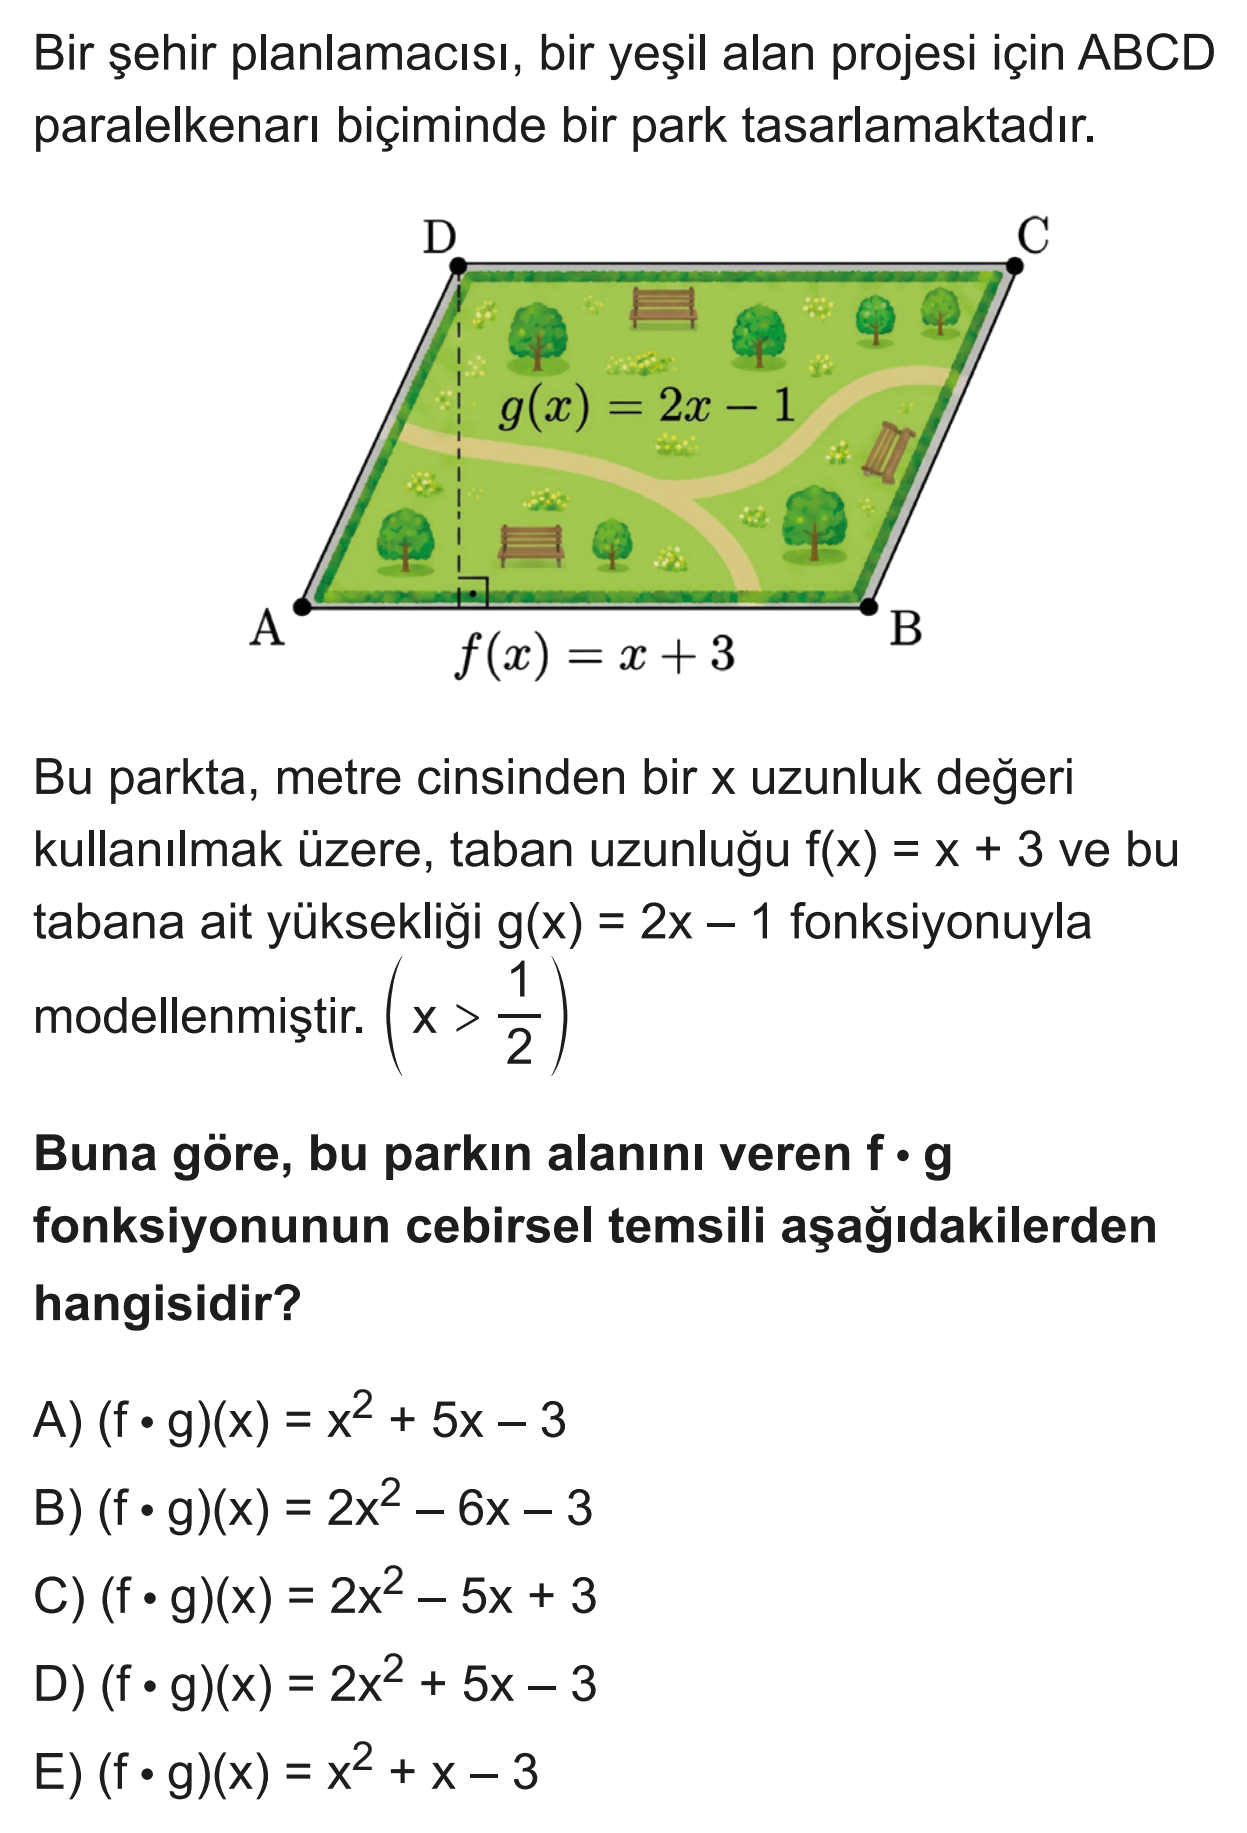 Bir şehir planlamacısı, bir yeşil alan projesi için ABCD
paralelkenarı biçiminde bir park tasarlamaktadır.
D
C
g(x) = 2x − 1
A
B
f(x) = x + 3
Bu parkta, metre cinsinden bir x uzunluk değeri
kullanılmak üzere, taban uzunluğu f(x) = x + 3 ve bu
tabana ait yüksekliği g(x) = 2x – 1 fonksiyonuyla
modellenmiştir. (x > 1/2)
Buna göre, bu parkın alanını veren f • g
fonksiyonunun cebirsel temsili aşağıdakilerden
hangisidir?
A) (f • g)(x) = x² + 5x – 3
B) (f • g)(x) = 2x² – 6x – 3
C) (f • g)(x) = 2x² – 5x + 3
D) (f • g)(x) = 2x² + 5x – 3
E) (f • g)(x) = x² + x – 3